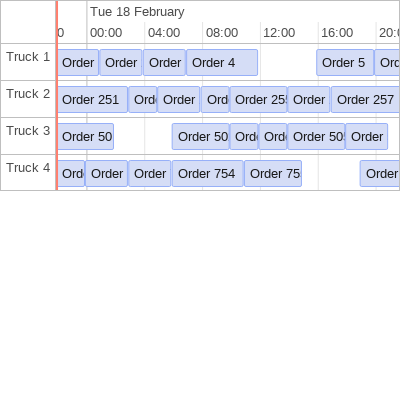 Tue 18 February
0 00:00 04:00 08:00 12:00 16:00 20:0
Truck 1 Order Order Order Order 4 Order 5 Ord
Truck 2 Order 251 Ord Order Ord Order 25 Order Order 257
Truck 3 Order 50 Order 50 Ord Ord Order 50 Order
Truck 4 Ord Order Order Order 754 Order 75 Order